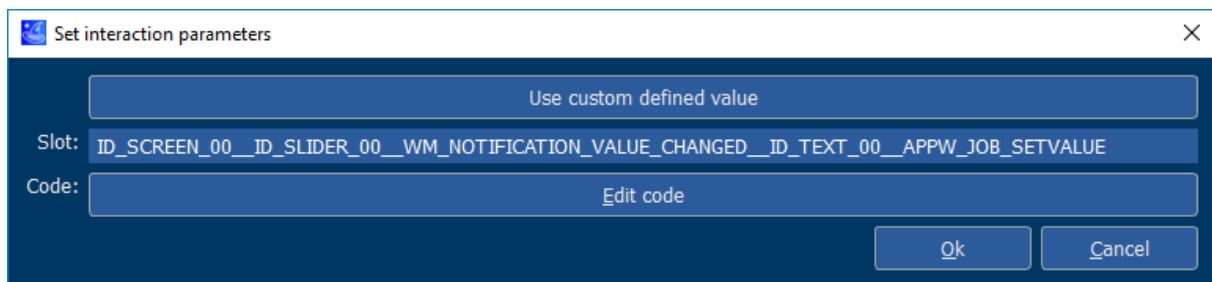 Set interaction parameters
Use custom defined value
Slot: ID_SCREEN_00__ID_SLIDER_00__WM_NOTIFICATION_VALUE_CHANGED__ID_TEXT_00__APPW_JOB_SETVALUE
Code: Edit code
Ok Cancel